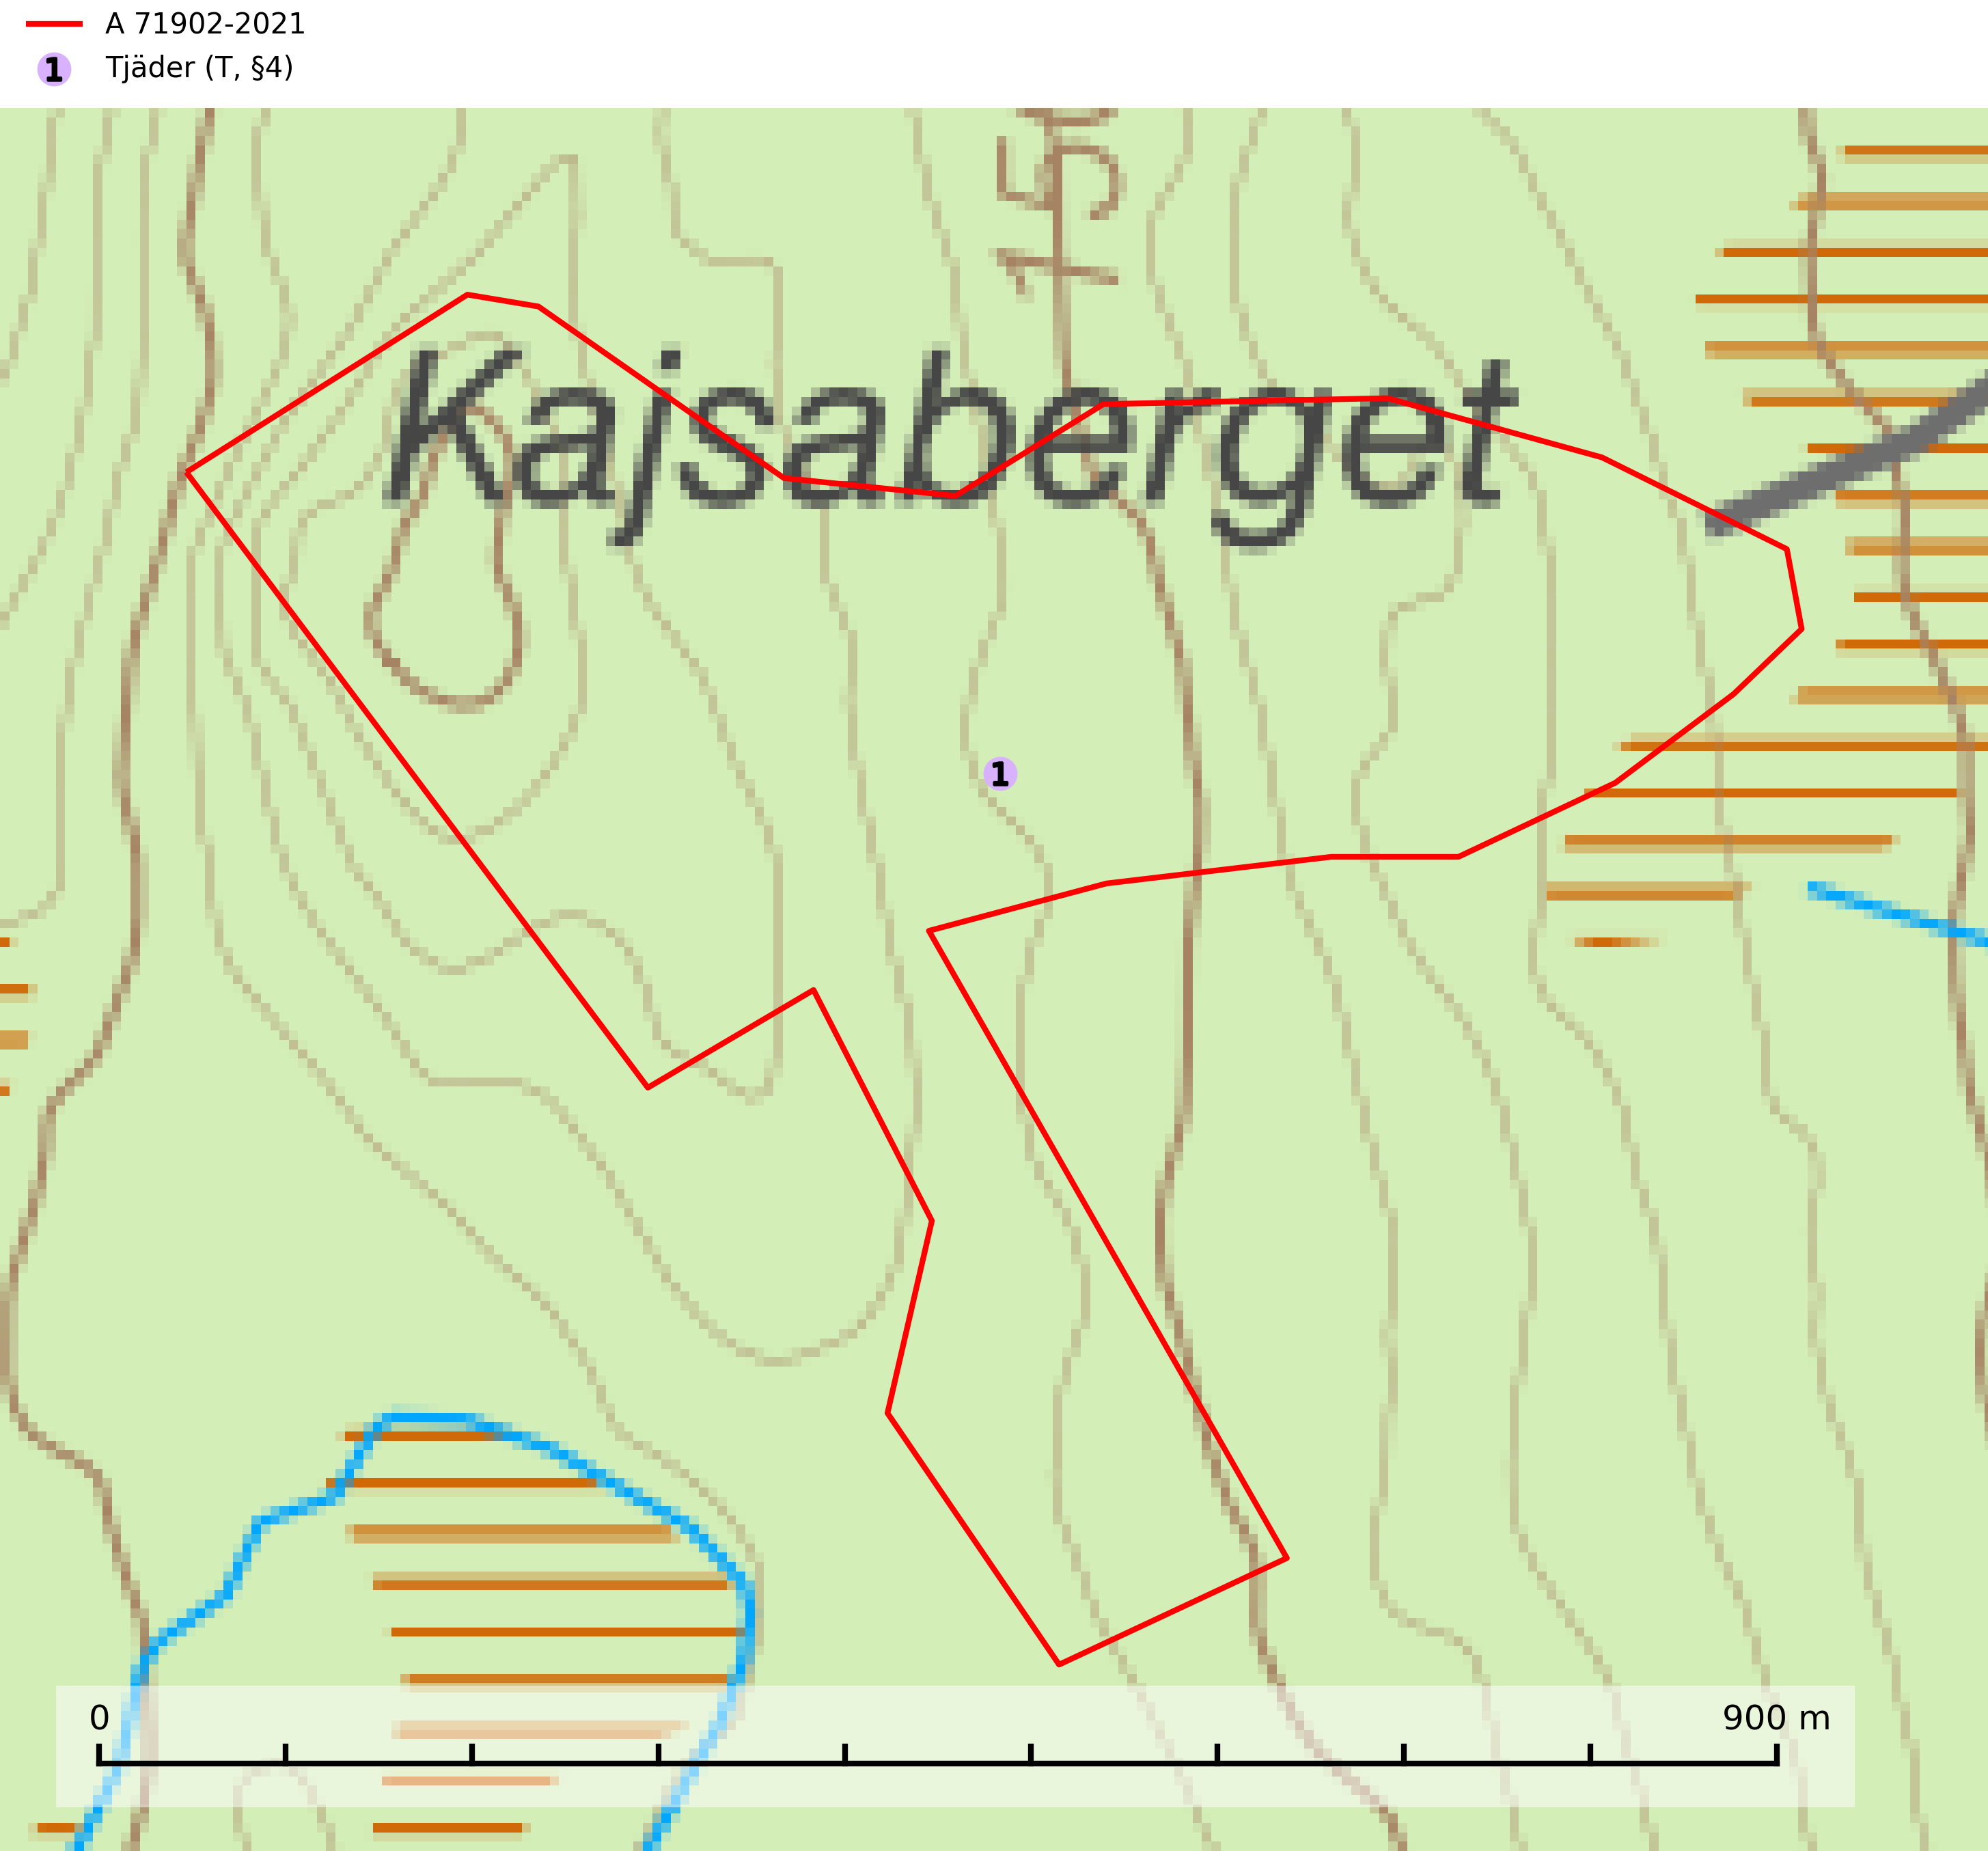 A 71902-2021
1 Tjäder (T, §4)
Kajsaberget
1
0 900 m